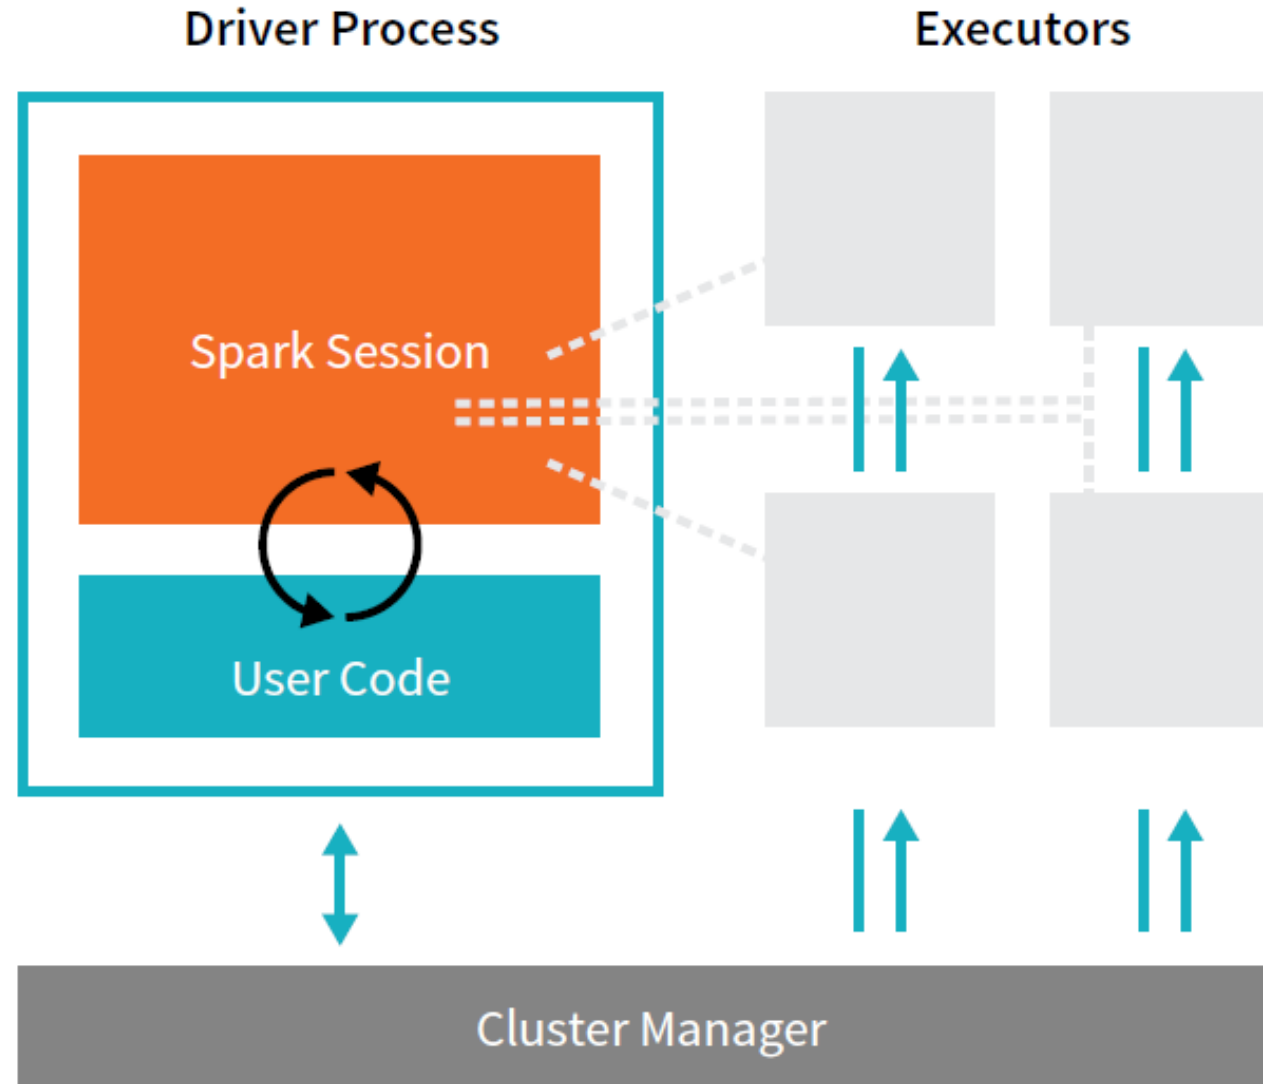 Driver Process
Executors
Spark Session
User Code
Cluster Manager